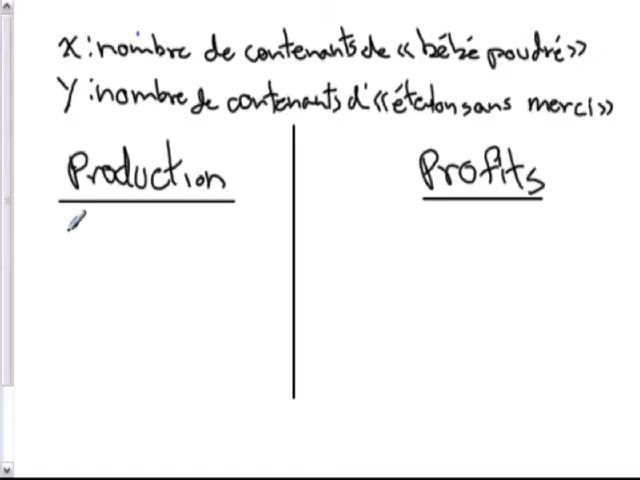 X : nombre de contenants de «bébé poudré»
Y : nombre de contenants d'«étalon sans merci»
Production
Profits